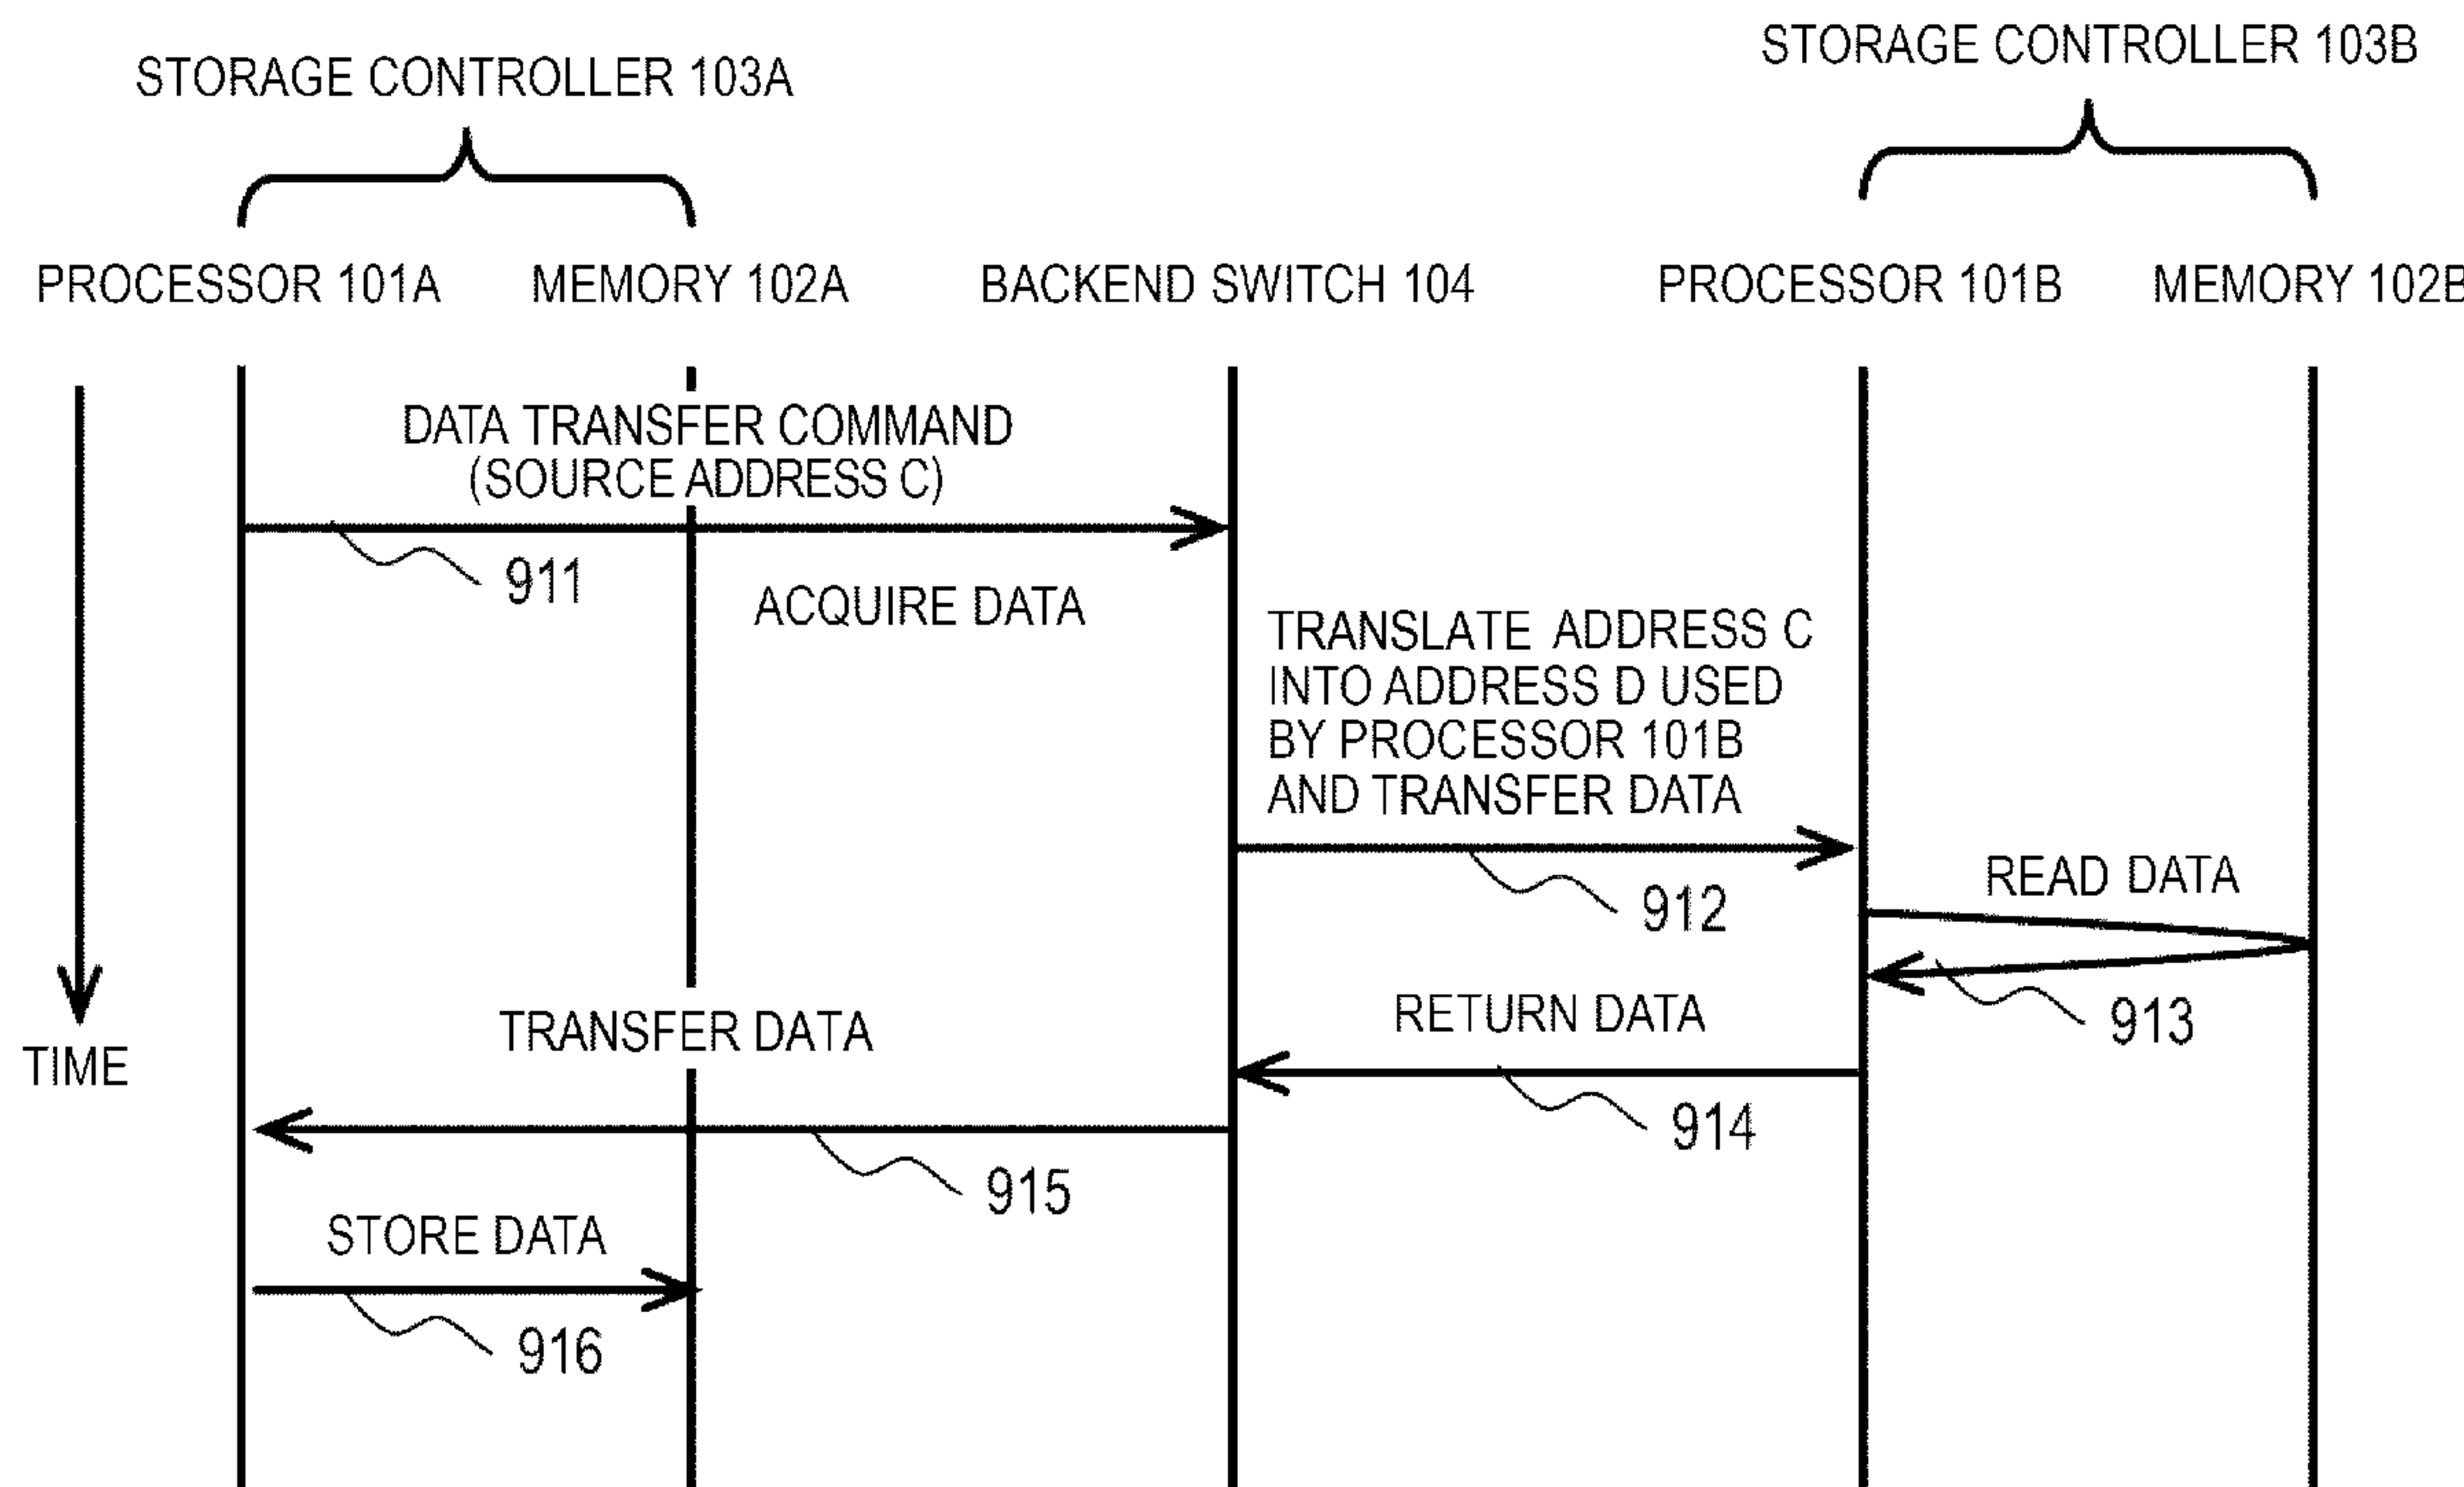 STORAGE CONTROLLER 103A
STORAGE CONTROLLER 103B
PROCESSOR 101A
MEMORY 102A
BACKEND SWITCH 104
PROCESSOR 101B
MEMORY 102B
DATA TRANSFER COMMAND
(SOURCE ADDRESS C)
911
ACQUIRE DATA
TRANSLATE ADDRESS C
INTO ADDRESS D USED
BY PROCESSOR 101B
AND TRANSFER DATA
912
READ DATA
913
RETURN DATA
914
TRANSFER DATA
TIME
915
STORE DATA
916